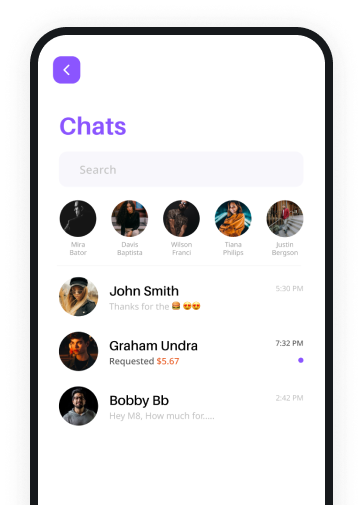 Chats
Search
Mira Davis Wilson Tiana Justin
Bator Baptista Franci Philips Bergson
John Smith 5:30 PM
Thanks for the 🍔 😍😍
Graham Undra 7:32 PM
Requested $5.67
Bobby Bb 2:42 PM
Hey M8, How much for.....